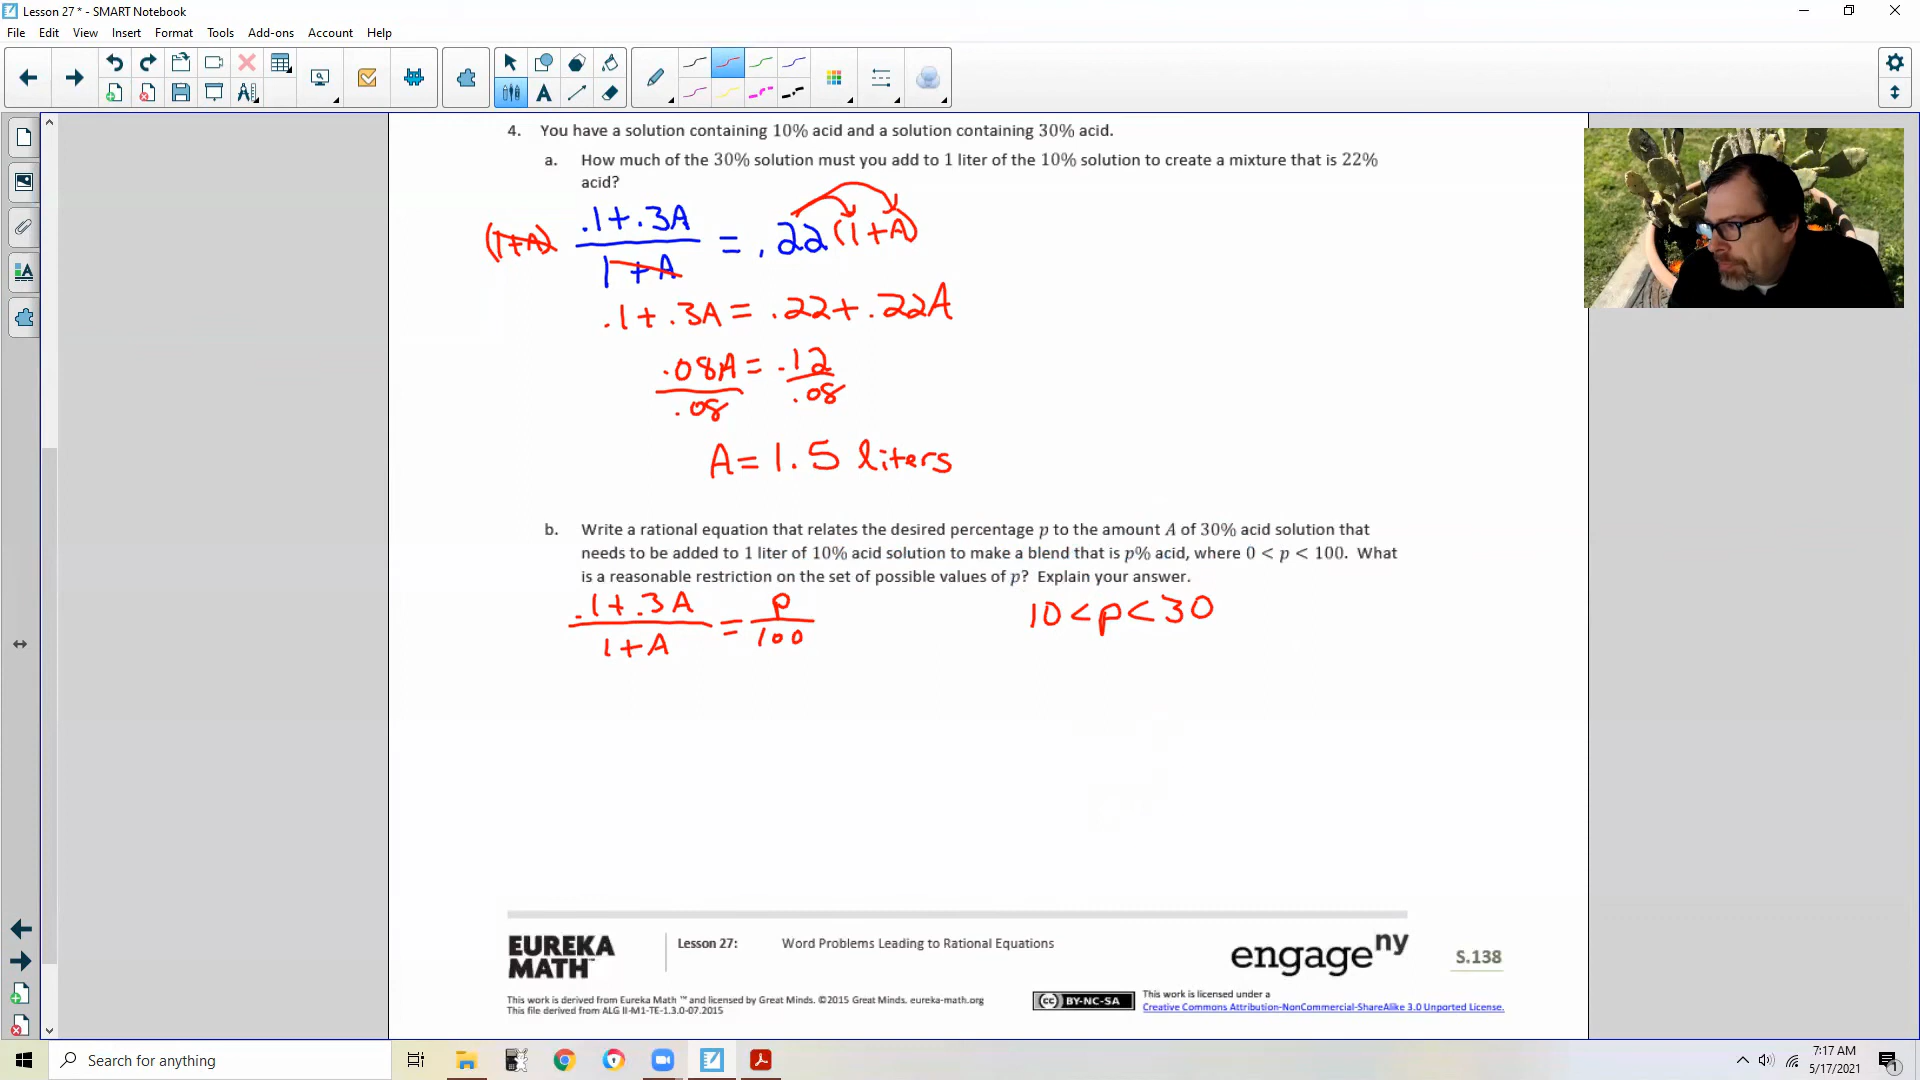 Lesson 27 * - SMART Notebook
File Edit View Insert Format Tools Add-ons Account Help
4. You have a solution containing 10% acid and a solution containing 30% acid.
a. How much of the 30% solution must you add to 1 liter of the 10% solution to create a mixture that is 22%
acid?
(1+A) .1+.3A / 1+A = .22(1+A)
.1+.3A = .22+.22A
.08A/.08 = .12/.08
A=1.5 liters
b. Write a rational equation that relates the desired percentage p to the amount A of 30% acid solution that
needs to be added to 1 liter of 10% acid solution to make a blend that is p% acid, where 0 < p < 100. What
is a reasonable restriction on the set of possible values of p? Explain your answer.
.1+.3A / 1+A = p/100 10<p<30
EUREKA
MATH™
Lesson 27: Word Problems Leading to Rational Equations
engage ny
S.138
This work is derived from Eureka Math ™ and licensed by Great Minds. ©2015 Great Minds. eureka-math.org
This file derived from ALG II-M1-TE-1.3.0-07.2015
CC BY-NC-SA
This work is licensed under a
Creative Commons Attribution-NonCommercial-ShareAlike 3.0 Unported License.
Search for anything
7:17 AM
5/17/2021
1